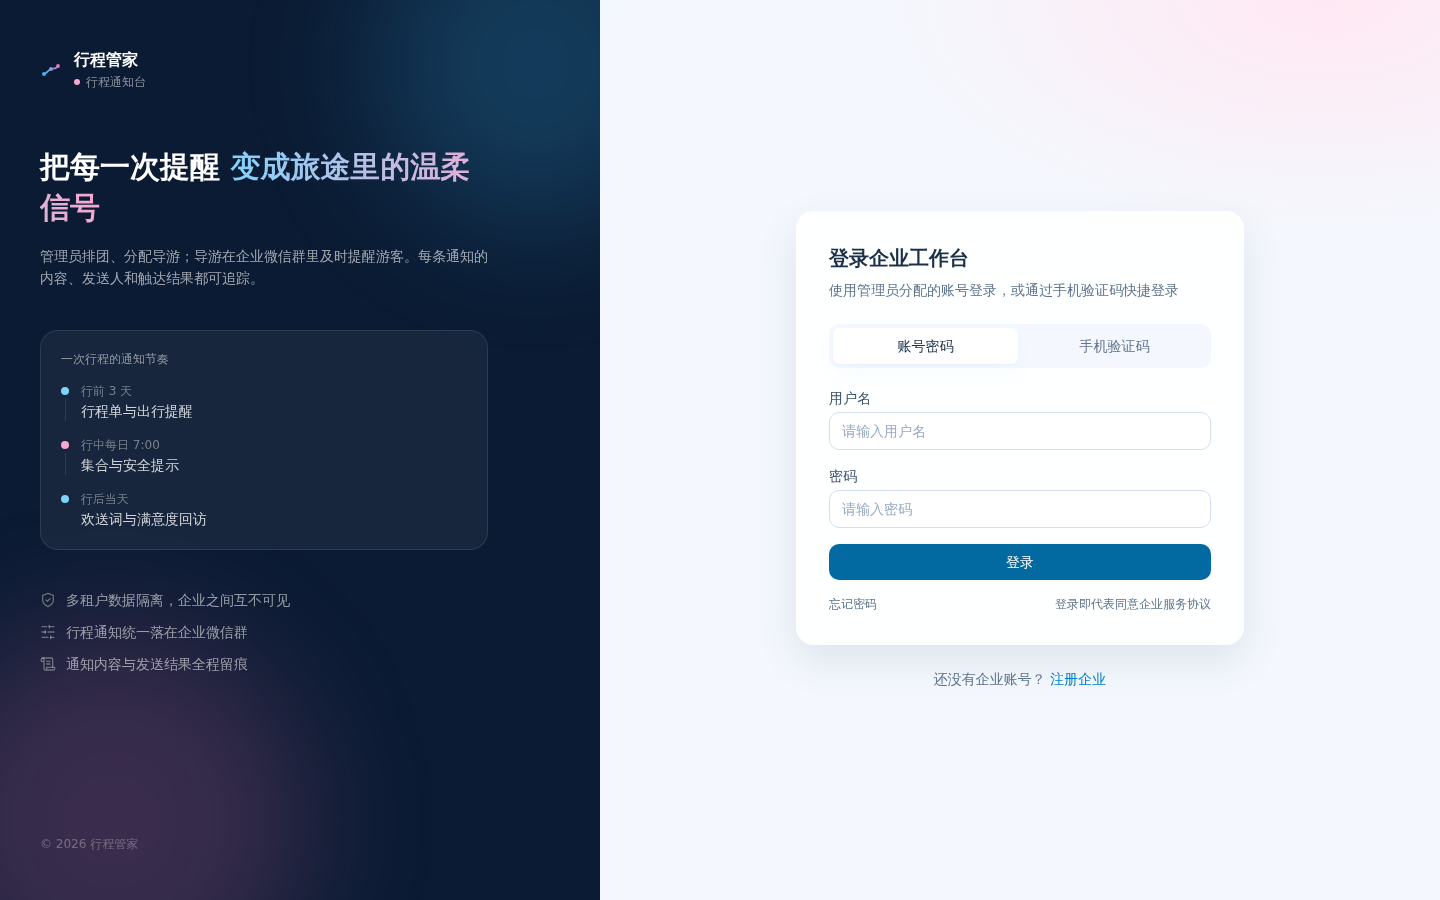 行程管家
行程通知台
把每一次提醒 变成旅途里的温柔
信号
管理员排团、分配导游；导游在企业微信群里及时提醒游客。每条通知的
内容、发送人和触达结果都可追踪。
一次行程的通知节奏
行前 3 天
行程单与出行提醒
行中每日 7:00
集合与安全提示
行后当天
欢送词与满意度回访
多租户数据隔离，企业之间互不可见
行程通知统一落在企业微信群
通知内容与发送结果全程留痕
© 2026 行程管家
登录企业工作台
使用管理员分配的账号登录，或通过手机验证码快捷登录
账号密码 手机验证码
用户名
请输入用户名
密码
请输入密码
登录
忘记密码 登录即代表同意企业服务协议
还没有企业账号？ 注册企业